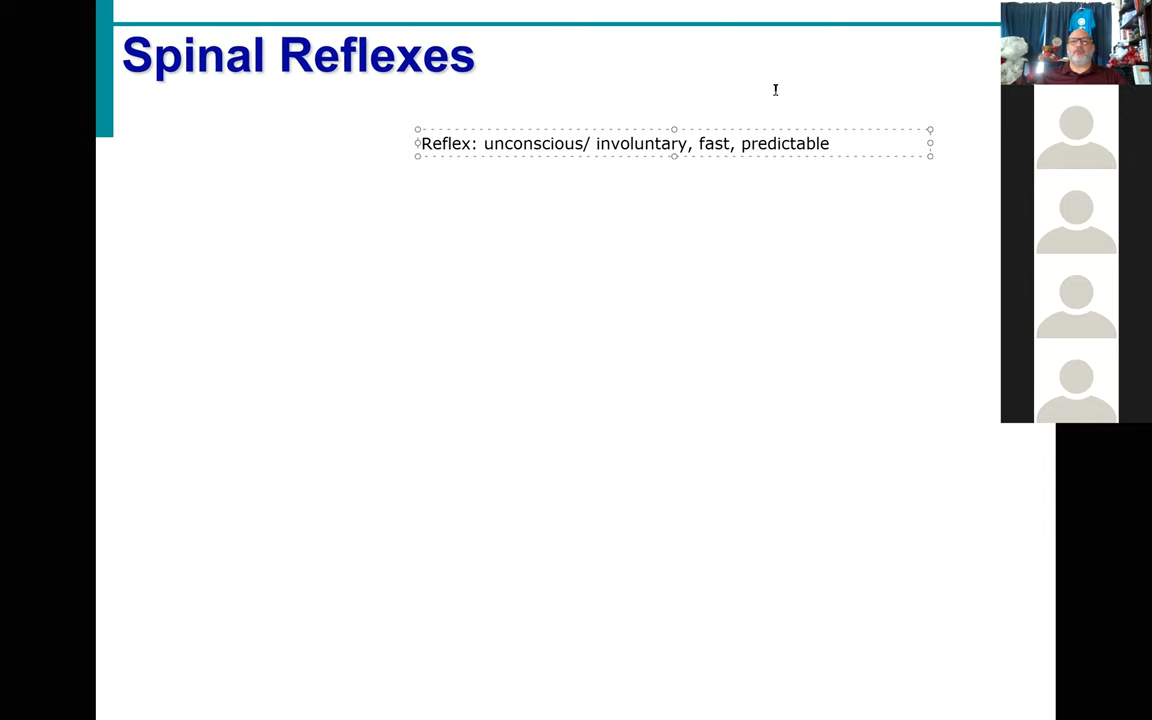 Spinal Reflexes
Reflex: unconscious/ involuntary, fast, predictable